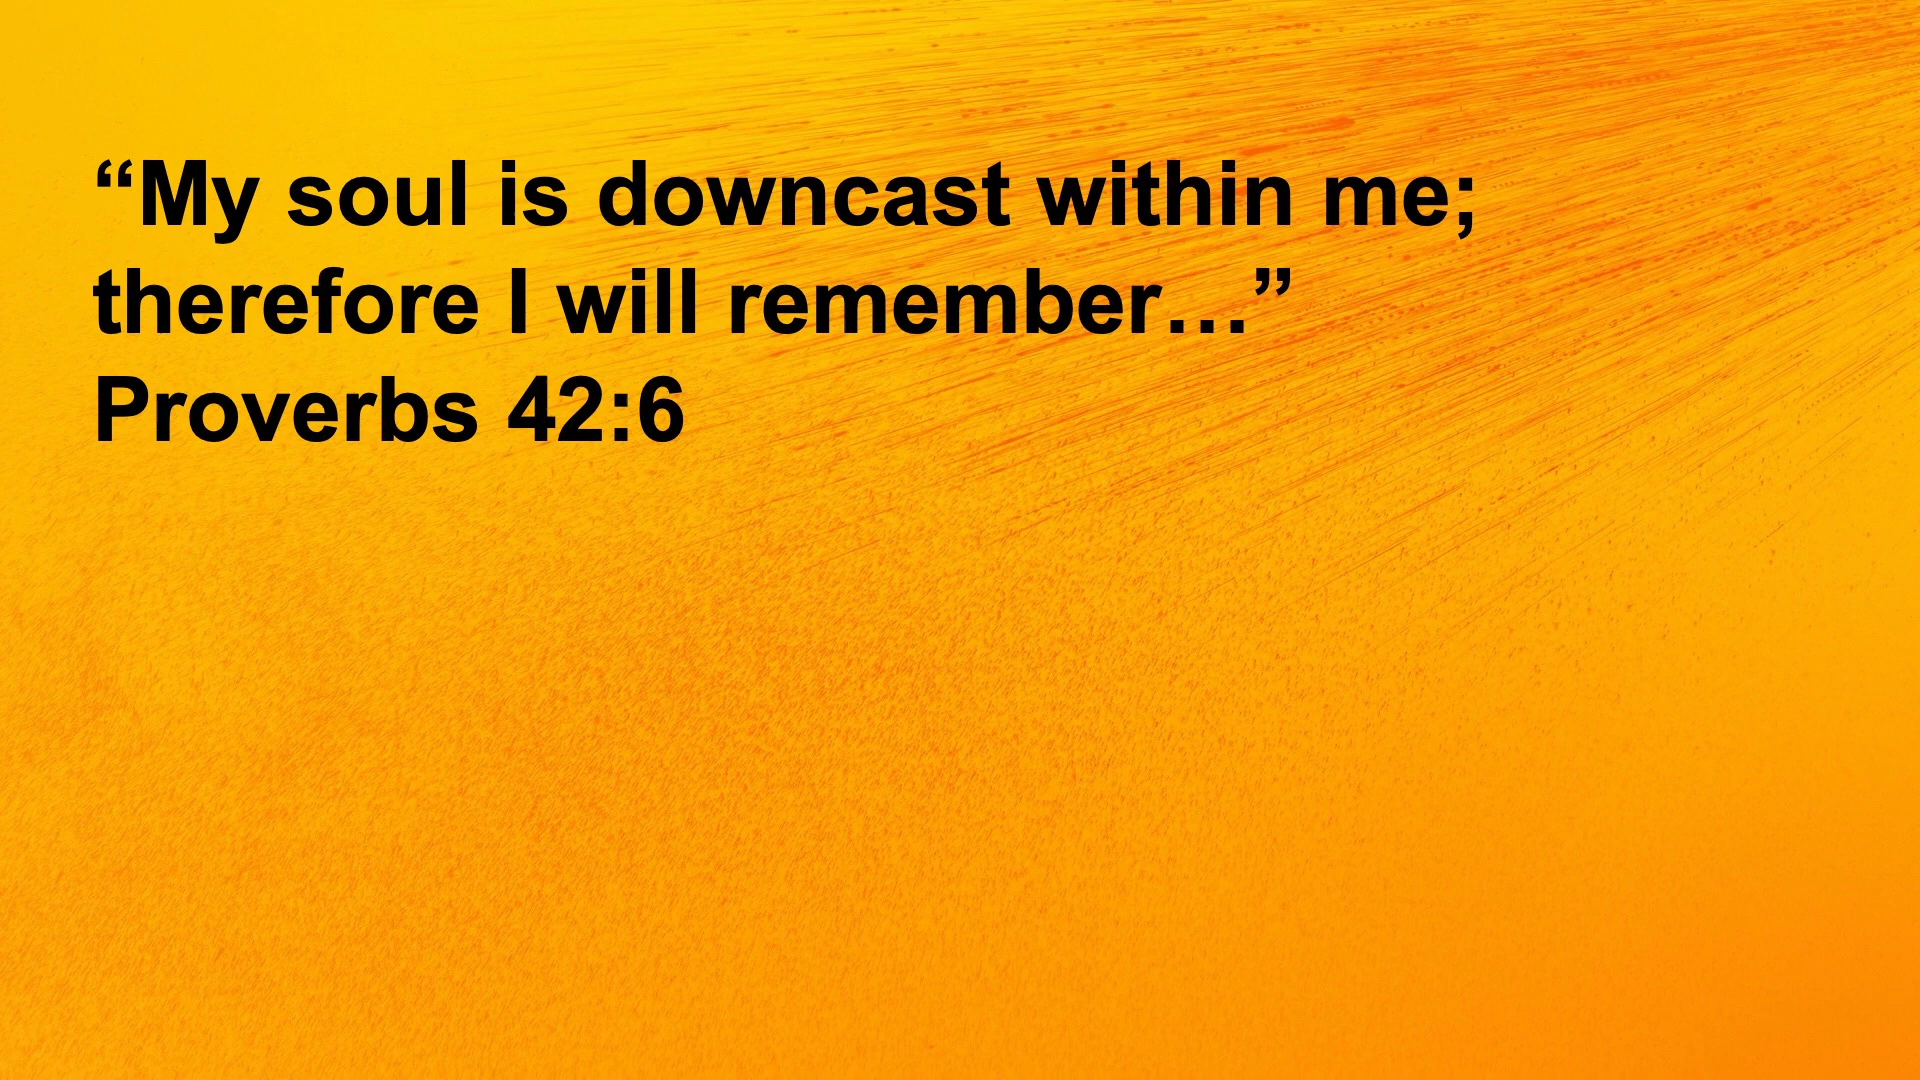 “My soul is downcast within me;
therefore I will remember…”
Proverbs 42:6